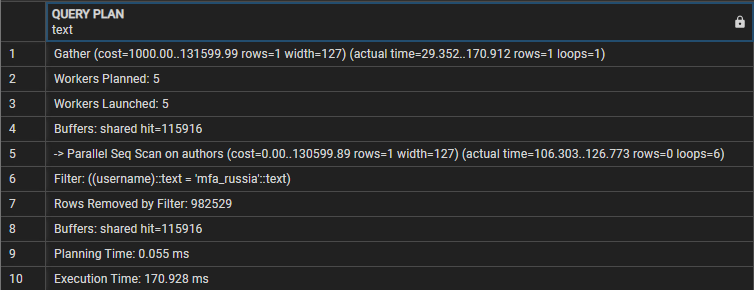 QUERY PLAN
text
1 Gather (cost=1000.00..131599.99 rows=1 width=127) (actual time=29.352..170.912 rows=1 loops=1)
2 Workers Planned: 5
3 Workers Launched: 5
4 Buffers: shared hit=115916
5 -> Parallel Seq Scan on authors (cost=0.00..130599.89 rows=1 width=127) (actual time=106.303..126.773 rows=0 loops=6)
6 Filter: ((username)::text = 'mfa_russia'::text)
7 Rows Removed by Filter: 982529
8 Buffers: shared hit=115916
9 Planning Time: 0.055 ms
10 Execution Time: 170.928 ms